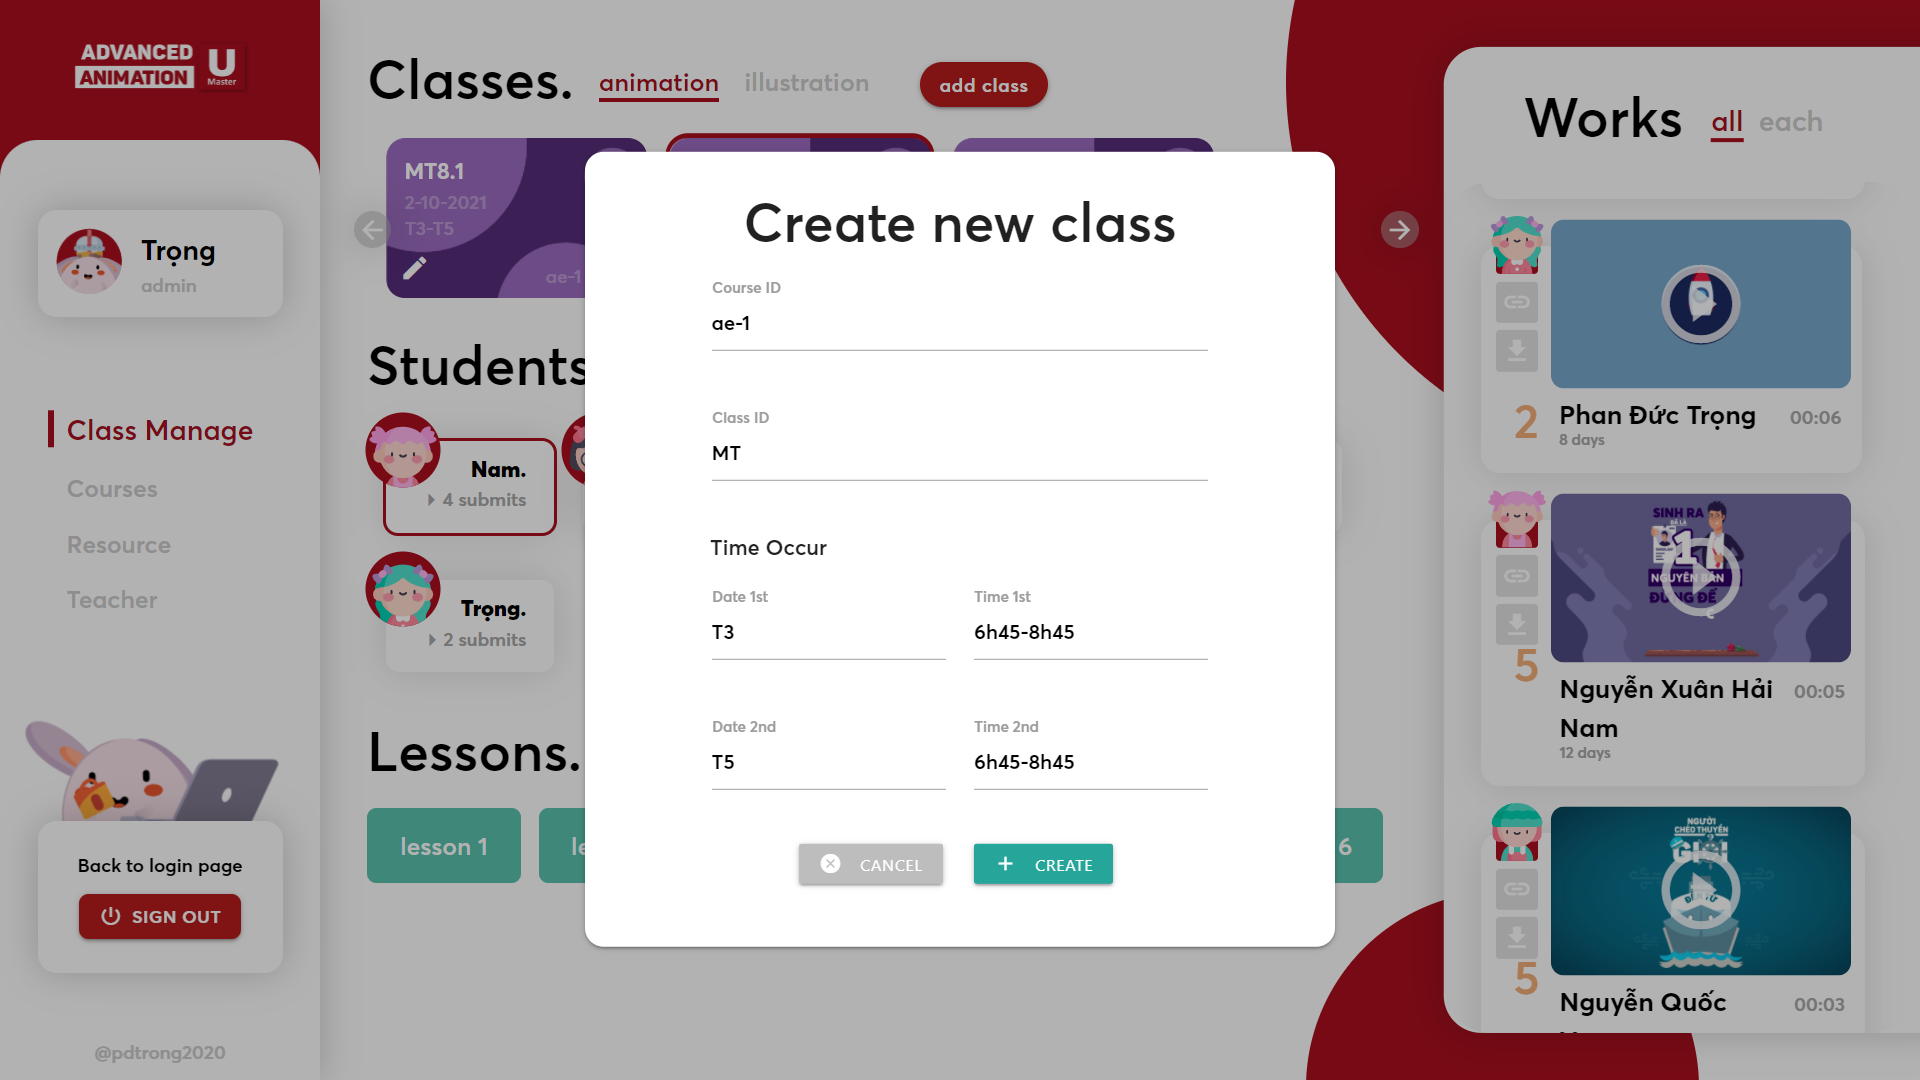 ADVANCED
ANIMATION
U
Master
Trọng
admin
Class Manage
Courses
Resource
Teacher
Back to login page
SIGN OUT
@pdtrong2020
Classes.
animation
illustration
add class
MT8.1
2-10-2021
T3-T5
ae-1
Students
Nam.
4 submits
Trọng.
2 submits
Lessons.
lesson 1
le
6
Create new class
Course ID
ae-1
Class ID
MT
Time Occur
Date 1st
T3
Time 1st
6h45-8h45
Date 2nd
T5
Time 2nd
6h45-8h45
CANCEL
CREATE
Works
all
each
2
Phan Đức Trọng
00:06
8 days
SINH RA
ĐÃ LÀ
1
NGUYÊN BẢN
ĐỪNG ĐỂ
5
Nguyễn Xuân Hải
Nam
00:05
12 days
NGƯỜI
CHÈO THUYỀN
5
Nguyễn Quốc
00:03